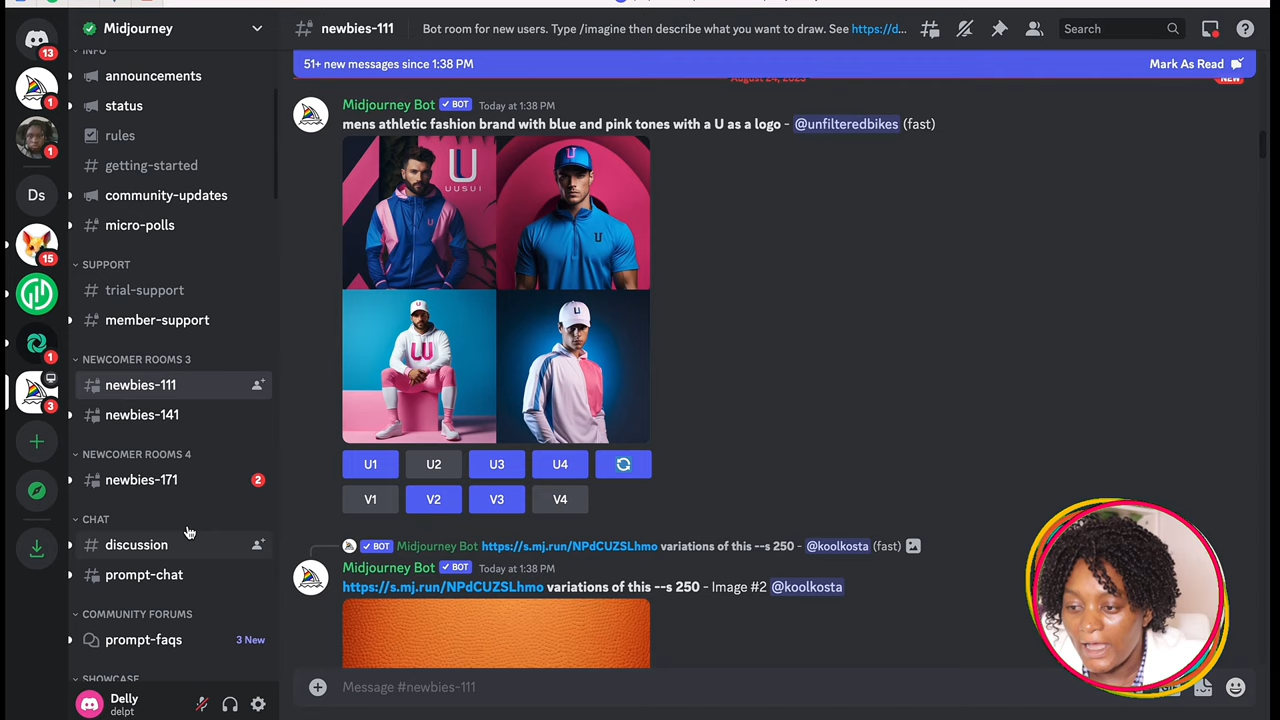 13
1
1
Ds
15
1
3
Midjourney
INFO
announcements
status
rules
getting-started
community-updates
micro-polls
SUPPORT
trial-support
member-support
NEWCOMER ROOMS 3
newbies-111
newbies-141
NEWCOMER ROOMS 4
newbies-171 2
CHAT
discussion
prompt-chat
COMMUNITY FORUMS
prompt-faqs 3 New
SHOWCASE
Delly
delpt
newbies-111 Bot room for new users. Type /imagine then describe what you want to draw. See https://d... Search
51+ new messages since 1:38 PM Mark As Read
August 24, 2023 NEW
Midjourney Bot ✓ BOT Today at 1:38 PM
mens athletic fashion brand with blue and pink tones with a U as a logo - @unfilteredbikes (fast)
U
UUSUI
U
U
U
LU
U
U1 U2 U3 U4
V1 V2 V3 V4
✓ BOT Midjourney Bot https://s.mj.run/NPdCUZSLhmo variations of this --s 250 - @koolkosta (fast)
Midjourney Bot ✓ BOT Today at 1:38 PM
https://s.mj.run/NPdCUZSLhmo variations of this --s 250 - Image #2 @koolkosta
Message #newbies-111